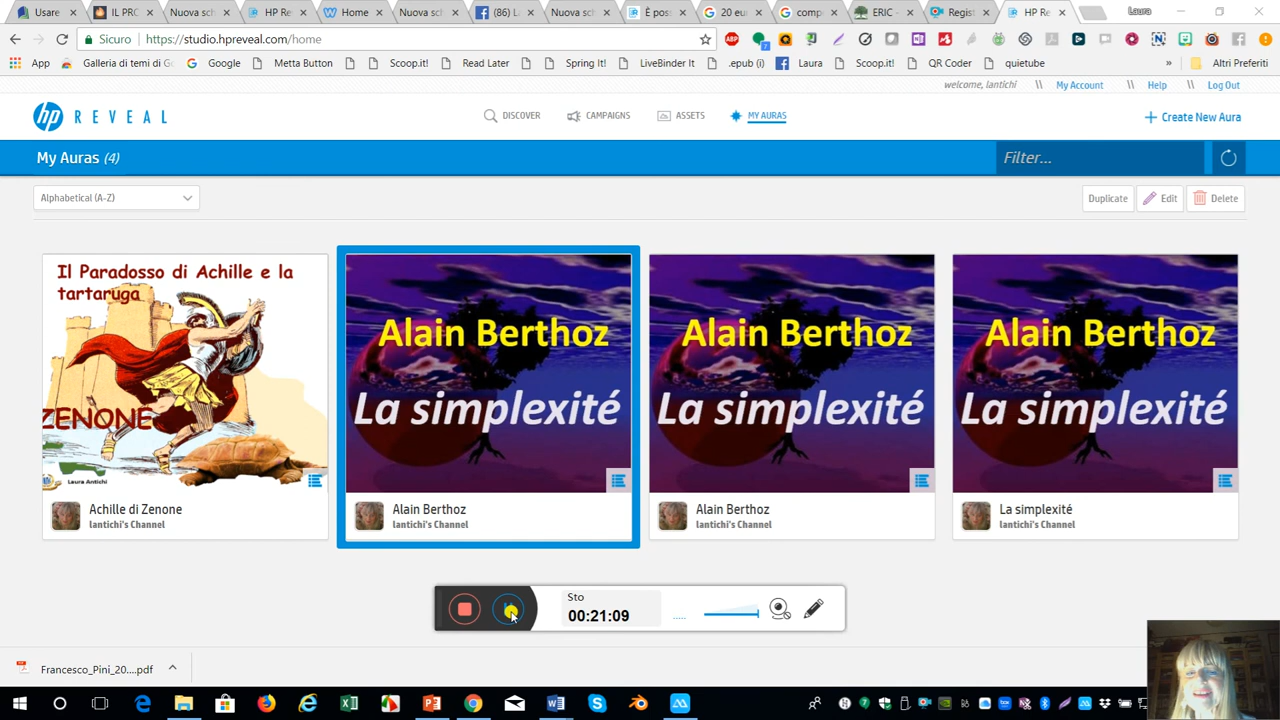 Usare IL PRO Nuova sch HP Re Home Nuova sch (86) L Nuova sch È pos 20 eur comp ERIC - Regist HP Re Laura
Sicuro https://studio.hpreveal.com/home
App Galleria di temi di Go Google Metta Button Scoop.it! Read Later Spring It! LiveBinder It .epub (i) Laura Scoop.it! QR Coder quietube » Altri Preferiti
welcome, lantichi \\ My Account \\ Help \\ Log Out
hp REVEAL DISCOVER CAMPAIGNS ASSETS MY AURAS + Create New Aura
My Auras (4) Filter...
Alphabetical (A-Z) Duplicate Edit Delete
Il Paradosso di Achille e la
tartaruga
ZENONE
Laura Antichi
Alain Berthoz
La simplexité
Alain Berthoz
La simplexité
Alain Berthoz
La simplexité
Achille di Zenone
lantichi's Channel
Alain Berthoz
lantichi's Channel
Alain Berthoz
lantichi's Channel
La simplexité
lantichi's Channel
Sto
00:21:09
Francesco_Pini_20....pdf